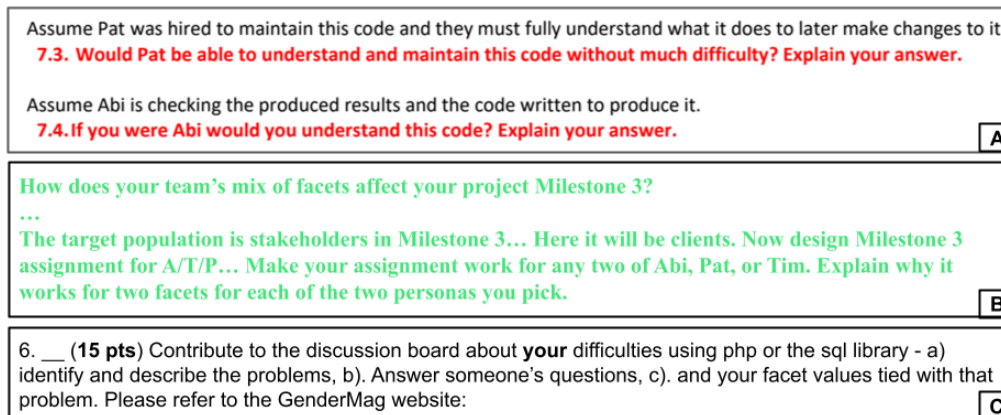 Assume Pat was hired to maintain this code and they must fully understand what it does to later make changes to it
7.3. Would Pat be able to understand and maintain this code without much difficulty? Explain your answer.
Assume Abi is checking the produced results and the code written to produce it.
7.4. If you were Abi would you understand this code? Explain your answer.
A
How does your team's mix of facets affect your project Milestone 3?
…
The target population is stakeholders in Milestone 3… Here it will be clients. Now design Milestone 3
assignment for A/T/P… Make your assignment work for any two of Abi, Pat, or Tim. Explain why it
works for two facets for each of the two personas you pick.
B
6. __ (15 pts) Contribute to the discussion board about your difficulties using php or the sql library - a)
identify and describe the problems, b). Answer someone's questions, c). and your facet values tied with that
problem. Please refer to the GenderMag website:
C